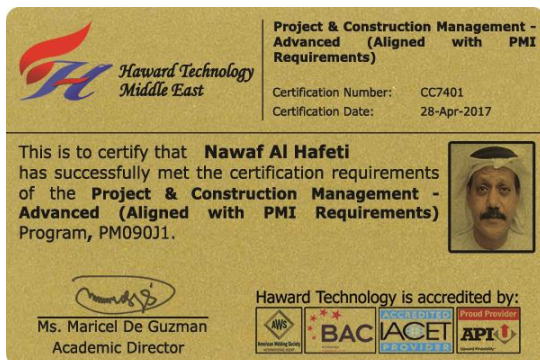 Haward Technology
Middle East
Project & Construction Management -
Advanced (Aligned with PMI
Requirements)
Certification Number: CC7401
Certification Date: 28-Apr-2017
This is to certify that Nawaf Al Hafeti
has successfully met the certification requirements
of the Project & Construction Management -
Advanced (Aligned with PMI Requirements)
Program, PM090J1.
Ms. Maricel De Guzman
Academic Director
Haward Technology is accredited by:
AWS
American Welding Society
BAC
ACCREDITED
IACET
PROVIDER
Proud Provider
API